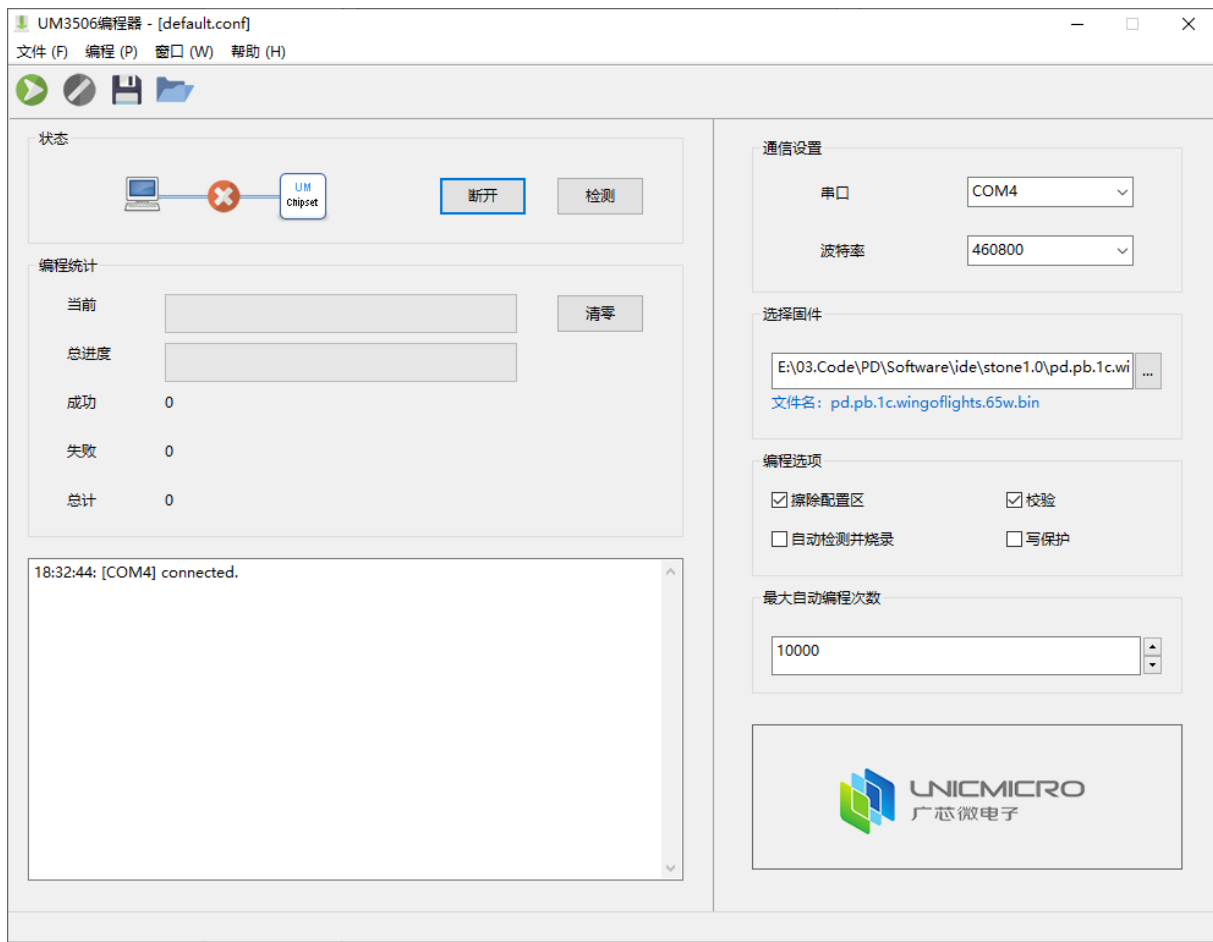 UM3506编程器 - [default.conf]
文件 (F) 编程 (P) 窗口 (W) 帮助 (H)
状态
UM
Chipset
断开
检测
编程统计
当前
清零
总进度
成功 0
失败 0
总计 0
18:32:44: [COM4] connected.
通信设置
串口 COM4
波特率 460800
选择固件
E:\03.Code\PD\Software\ide\stone1.0\pd.pb.1c.wi ...
文件名：pd.pb.1c.wingoflights.65w.bin
编程选项
擦除配置区 校验
自动检测并烧录 写保护
最大自动编程次数
10000
UNICMICRO
广芯微电子